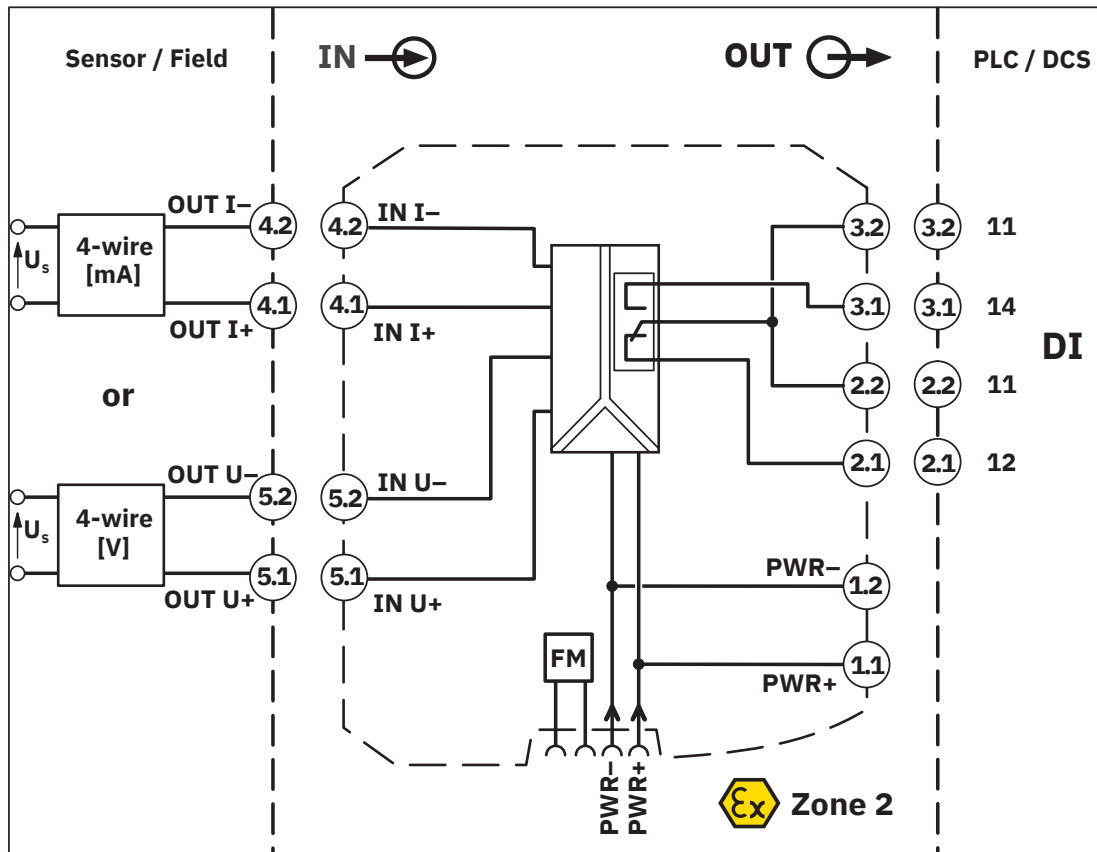 Sensor / Field
IN
OUT
PLC / DCS
OUT I–
4.2
4.2
IN I–
3.2
3.2
11
4-wire
[mA]
Us
OUT I+
4.1
4.1
IN I+
3.1
3.1
14
DI
or
2.2
2.2
11
OUT U–
5.2
5.2
IN U–
2.1
2.1
12
4-wire
[V]
Us
OUT U+
5.1
5.1
IN U+
PWR–
1.2
FM
PWR+
1.1
PWR–
PWR+
Ex
Zone 2